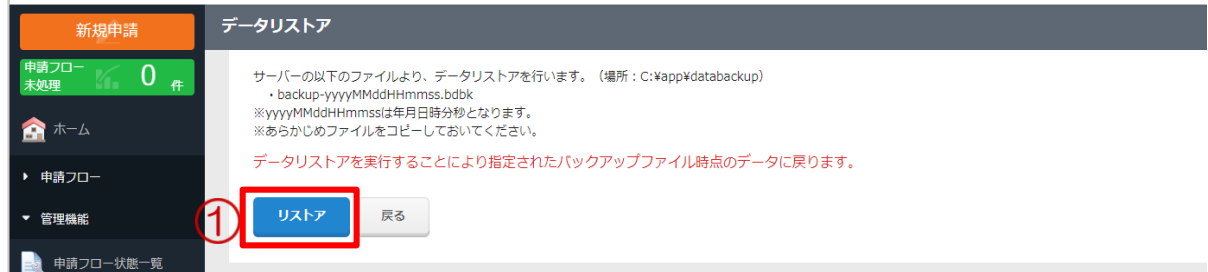 新規申請
データリストア
申請フロー
未処理
0 件
ホーム
申請フロー
管理機能
申請フロー状態一覧
サーバーの以下のファイルより、データリストアを行います。（場所：C:¥app¥databackup）
・backup-yyyyMMddHHmmss.bdbk
※yyyyMMddHHmmssは年月日時分秒となります。
※あらかじめファイルをコピーしておいてください。
データリストアを実行することにより指定されたバックアップファイル時点のデータに戻ります。
①
リストア
戻る